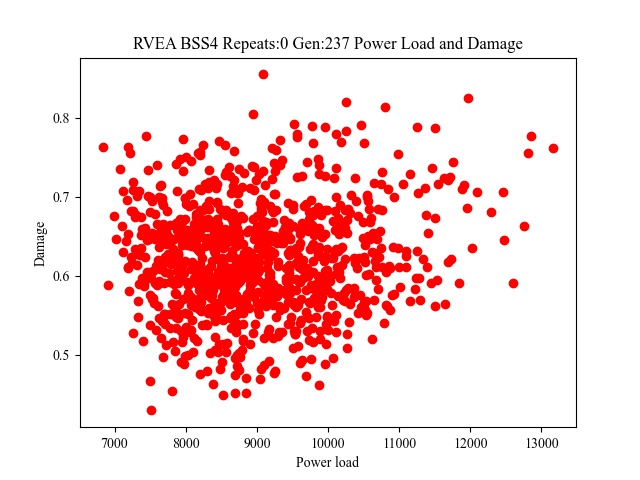 RVEA BSS4 Repeats:0 Gen:237 Power Load and Damage
Damage
0.8
0.7
0.6
0.5
7000 8000 9000 10000 11000 12000 13000
Power load